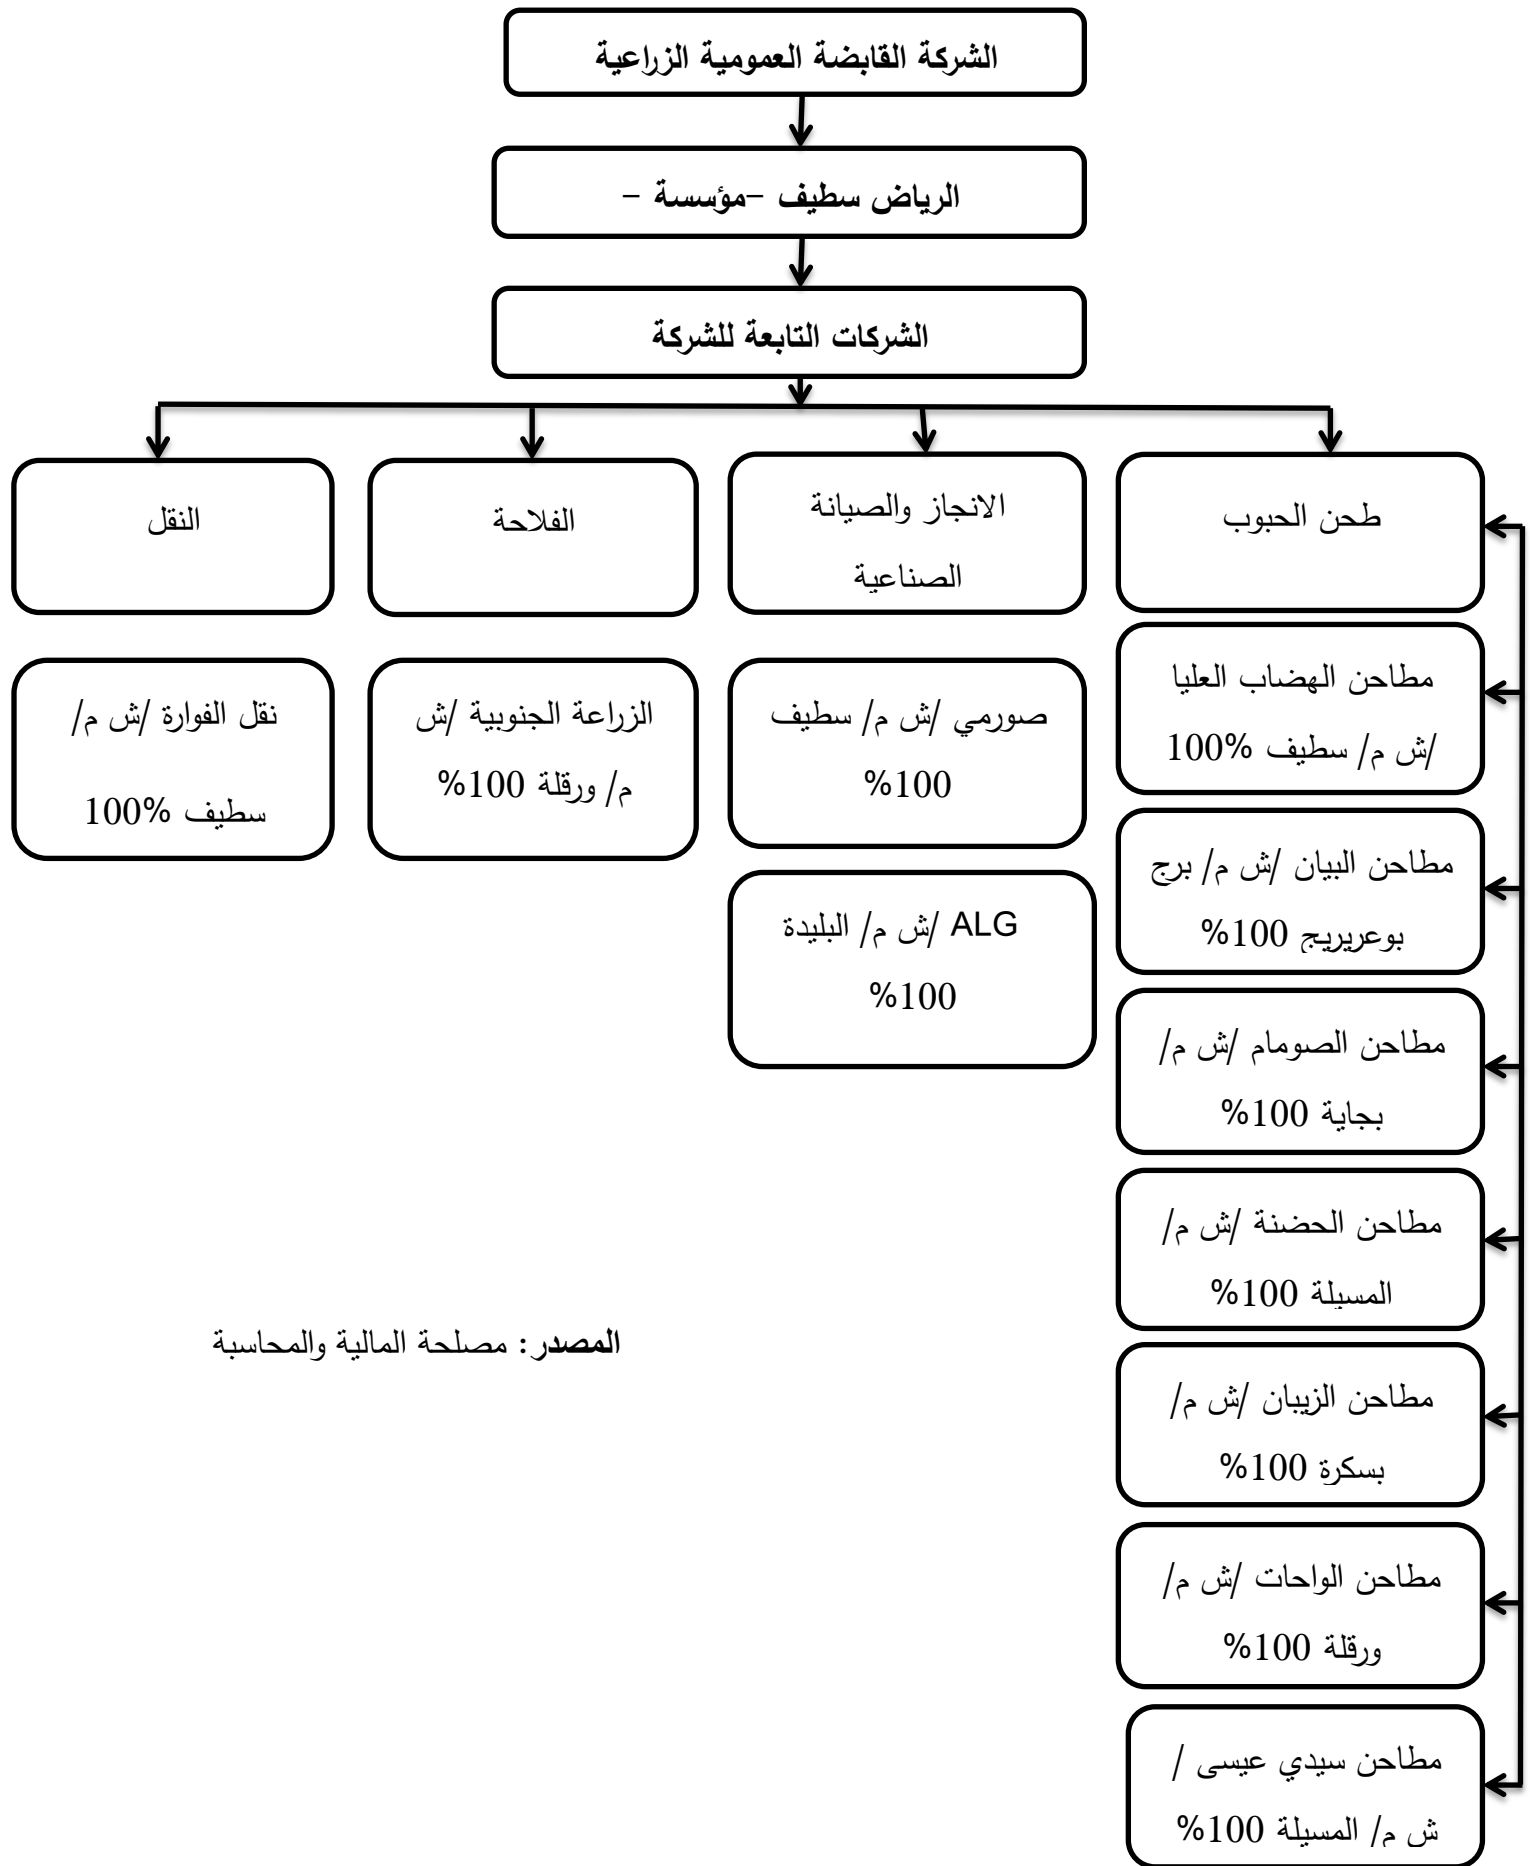 الشركة القابضة العمومية الزراعية
الرياض سطيف -مؤسسة -
الشركات التابعة للشركة
طحن الحبوب
الانجاز والصيانة
الصناعية
الفلاحة
النقل
مطاحن الهضاب العليا
/ش م/ سطيف %100
مطاحن البيان /ش م/ برج
بوعريريج 100%
مطاحن الصومام /ش م/
بجاية 100%
مطاحن الحضنة /ش م/
المسيلة 100%
مطاحن الزيبان /ش م/
بسكرة 100%
مطاحن الواحات /ش م/
ورقلة 100%
مطاحن سيدي عيسى /
ش م/ المسيلة 100%
صورمي /ش م/ سطيف
100%
ALG /ش م/ البليدة
100%
الزراعة الجنوبية /ش
م/ ورقلة 100%
نقل الفوارة /ش م/
سطيف %100
المصدر: مصلحة المالية والمحاسبة